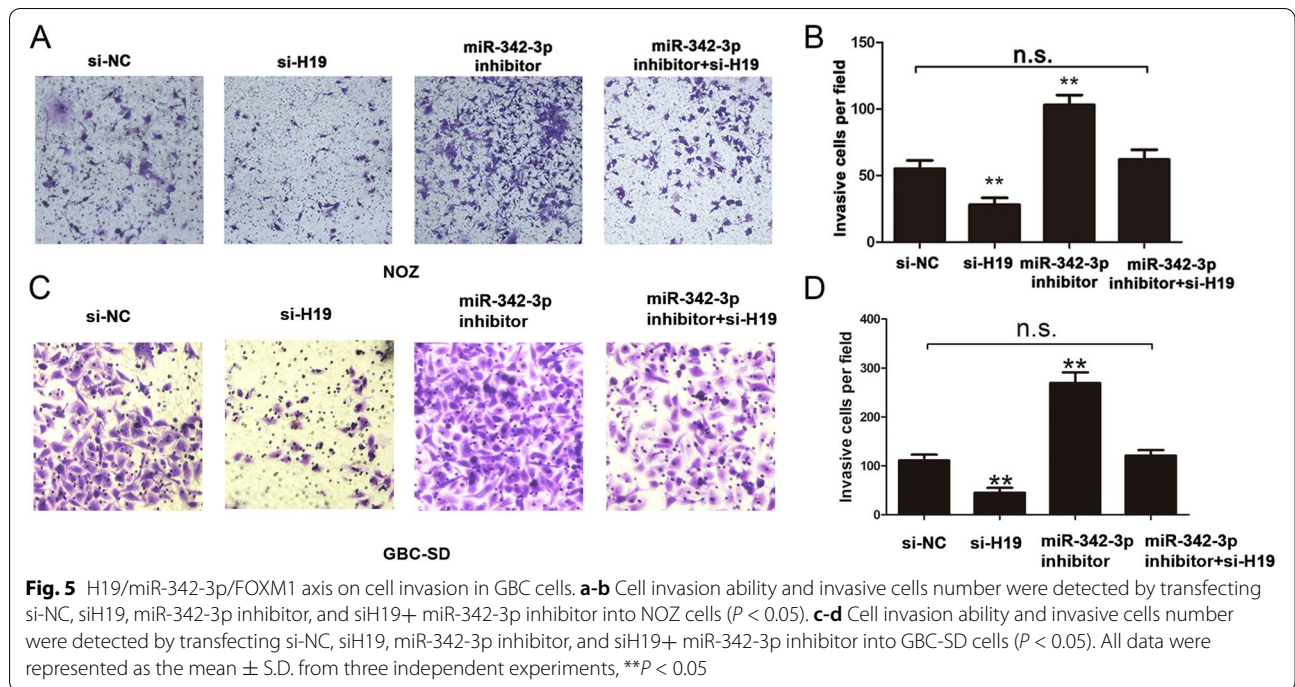 A
si-NC
si-H19
miR-342-3p
inhibitor
miR-342-3p
inhibitor+si-H19
NOZ
B
Invasive cells per field
150
100
50
0
n.s.
**
**
si-NC
si-H19
miR-342-3p
inhibitor
miR-342-3p
inhibitor+si-H19
C
si-NC
si-H19
miR-342-3p
inhibitor
miR-342-3p
inhibitor+si-H19
GBC-SD
D
Invasive cells per field
400
300
200
100
0
n.s.
**
**
si-NC
si-H19
miR-342-3p
inhibitor
miR-342-3p
inhibitor+si-H19
Fig. 5 H19/miR-342-3p/FOXM1 axis on cell invasion in GBC cells. a-b Cell invasion ability and invasive cells number were detected by transfecting
si-NC, siH19, miR-342-3p inhibitor, and siH19+ miR-342-3p inhibitor into NOZ cells (P < 0.05). c-d Cell invasion ability and invasive cells number
were detected by transfecting si-NC, siH19, miR-342-3p inhibitor, and siH19+ miR-342-3p inhibitor into GBC-SD cells (P < 0.05). All data were
represented as the mean ± S.D. from three independent experiments, **P < 0.05